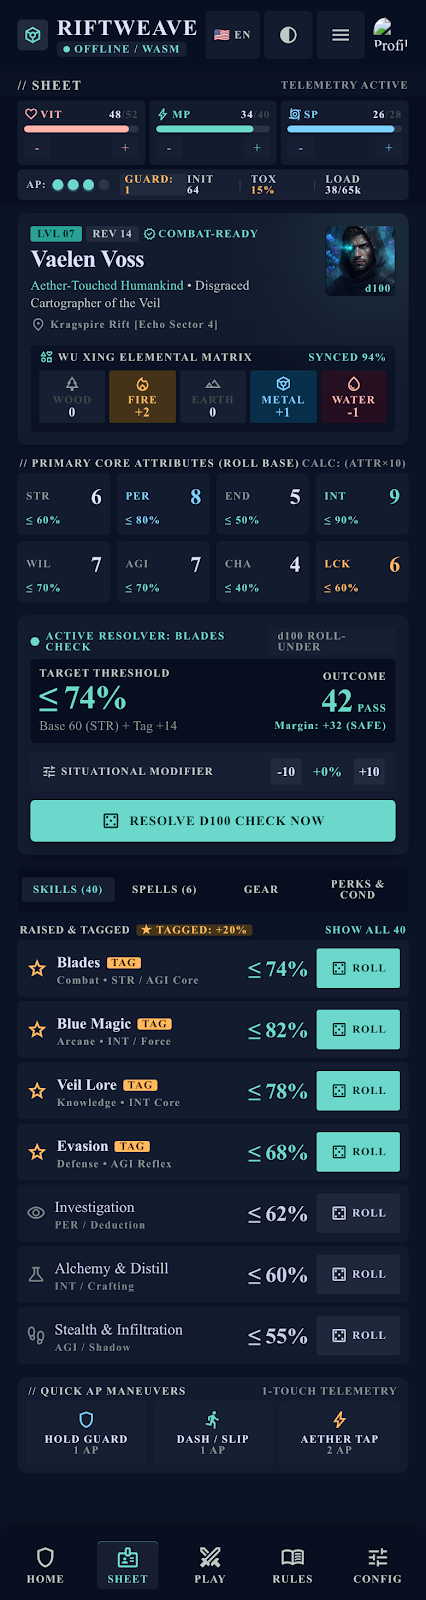 RIFTWEAVE
OFFLINE / WASM
🇺🇸 EN
Profil
// SHEET
TELEMETRY ACTIVE
VIT 48/52
- +
MP 34/40
- +
SP 26/28
- +
AP:
GUARD: 1
INIT 64
TOX 15%
LOAD 38/65k
LVL 07
REV 14
COMBAT-READY
Vaelen Voss
Aether-Touched Humankind • Disgraced
Cartographer of the Veil
Kragspire Rift [Echo Sector 4]
d100
WU XING ELEMENTAL MATRIX
SYNCED 94%
WOOD
0
FIRE
+2
EARTH
0
METAL
+1
WATER
-1
// PRIMARY CORE ATTRIBUTES (ROLL BASE)
CALC: (ATTR×10)
STR 6
≤ 60%
PER 8
≤ 80%
END 5
≤ 50%
INT 9
≤ 90%
WIL 7
≤ 70%
AGI 7
≤ 70%
CHA 4
≤ 40%
LCK 6
≤ 60%
ACTIVE RESOLVER: BLADES
CHECK
d100 ROLL-
UNDER
TARGET THRESHOLD
≤ 74%
Base 60 (STR) + Tag +14
OUTCOME
42 PASS
Margin: +32 (SAFE)
SITUATIONAL MODIFIER
-10 +0% +10
RESOLVE D100 CHECK NOW
SKILLS (40)
SPELLS (6)
GEAR
PERKS &
COND
RAISED & TAGGED
★ TAGGED: +20%
SHOW ALL 40
Blades TAG
Combat • STR / AGI Core
≤ 74%
ROLL
Blue Magic TAG
Arcane • INT / Force
≤ 82%
ROLL
Veil Lore TAG
Knowledge • INT Core
≤ 78%
ROLL
Evasion TAG
Defense • AGI Reflex
≤ 68%
ROLL
Investigation
PER / Deduction
≤ 62%
ROLL
Alchemy & Distill
INT / Crafting
≤ 60%
ROLL
Stealth & Infiltration
AGI / Shadow
≤ 55%
ROLL
// QUICK AP MANEUVERS
1-TOUCH TELEMETRY
HOLD GUARD
1 AP
DASH / SLIP
1 AP
AETHER TAP
2 AP
HOME
SHEET
PLAY
RULES
CONFIG